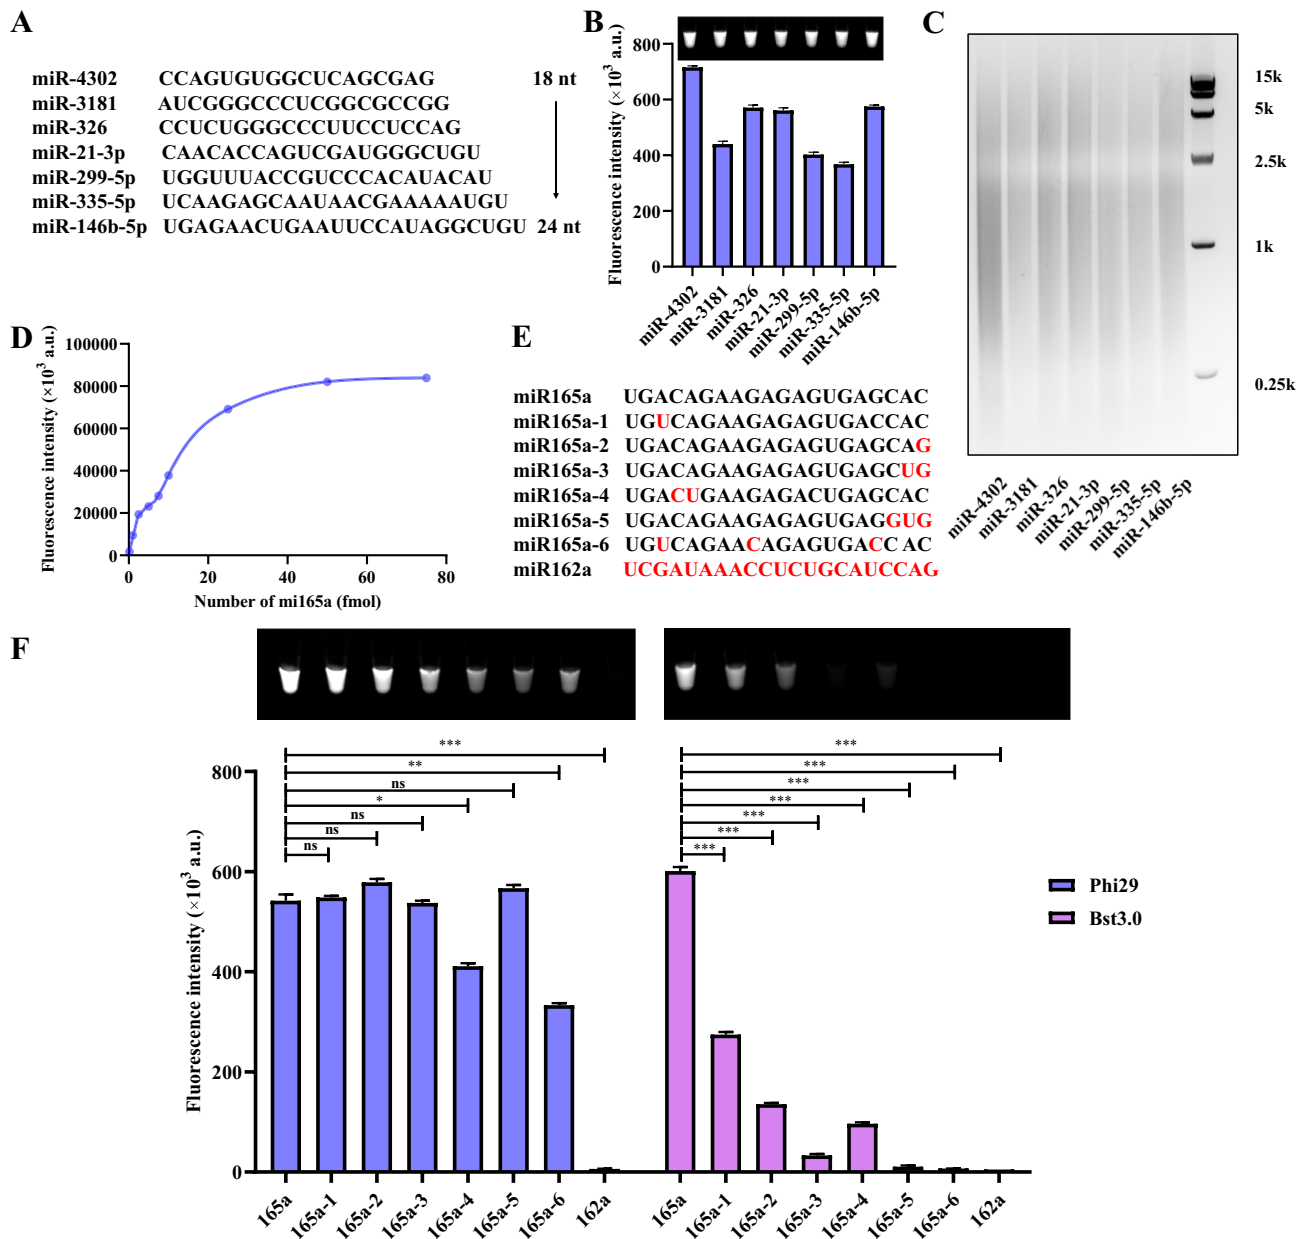 A
miR-4302 CCAGUGUGGCUCAGCGAG 18 nt
miR-3181 AUCGGGCCCUCGGCGCCGG
miR-326 CCUCUGGGCCCUUCCUCCAG
miR-21-3p CAACACCAGUCGAUGGGCUGU
miR-299-5p UGGUUUACCGUCCCACAUACAU
miR-335-5p UCAAGAGCAAUAACGAAAAAUGU
miR-146b-5p UGAGAACUGAAUUCCAUAGGCUGU 24 nt
B
Fluorescence intensity (×10³ a.u.)
800
600
400
200
0
miR-4302
miR-3181
miR-326
miR-21-3p
miR-299-5p
miR-335-5p
miR-146b-5p
C
15k
5k
2.5k
1k
0.25k
miR-4302
miR-3181
miR-326
miR-21-3p
miR-299-5p
miR-335-5p
miR-146b-5p
D
Fluorescence intensity (×10³ a.u.)
100000
80000
60000
40000
20000
0
0 20 40 60 80
Number of mi165a (fmol)
E
miR165a UGACAGAAGAGAGUGAGCAC
miR165a-1 UGUCAGAAGAGAGUGACCAC
miR165a-2 UGACAGAAGAGAGUGAGCAG
miR165a-3 UGACAGAAGAGAGUGAGCUG
miR165a-4 UGACUGAAGAGACUGAGCAC
miR165a-5 UGACAGAAGAGAGUGAGGUG
miR165a-6 UGUCAGAACAGAGUGACC AC
miR162a UCGAUAAACCUCUGCAUCCAG
F
Fluorescence intensity (×10³ a.u.)
800
600
400
200
0
***
**
ns
*
ns
ns
ns
***
***
***
***
***
***
***
165a
165a-1
165a-2
165a-3
165a-4
165a-5
165a-6
162a
165a
165a-1
165a-2
165a-3
165a-4
165a-5
165a-6
162a
Phi29
Bst3.0